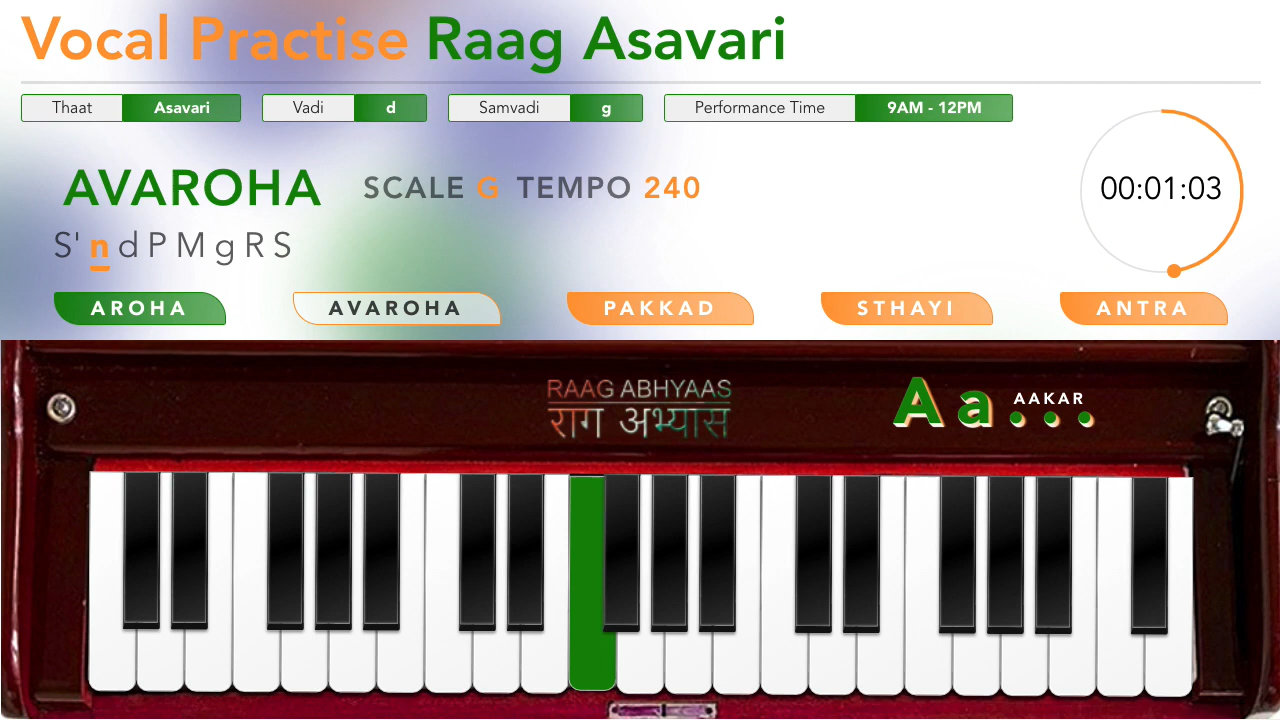 Vocal Practise Raag Asavari
Thaat Asavari Vadi d Samvadi g Performance Time 9AM - 12PM
AVAROHA SCALE G TEMPO 240
00:01:03
S' n d P M g R S
AROHA AVAROHA PAKKAD STHAYI ANTRA
RAAG ABHYAAS
राग अभ्यास
Aa...
AAKAR